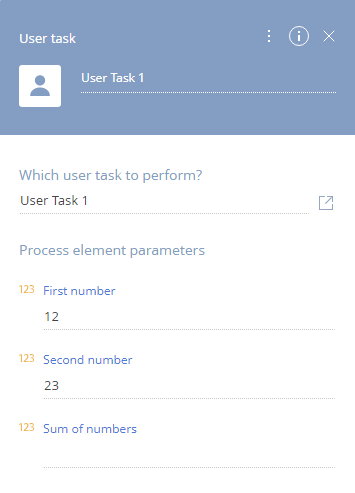 User task
User Task 1
Which user task to perform?
User Task 1
Process element parameters
123 First number
12
123 Second number
23
123 Sum of numbers